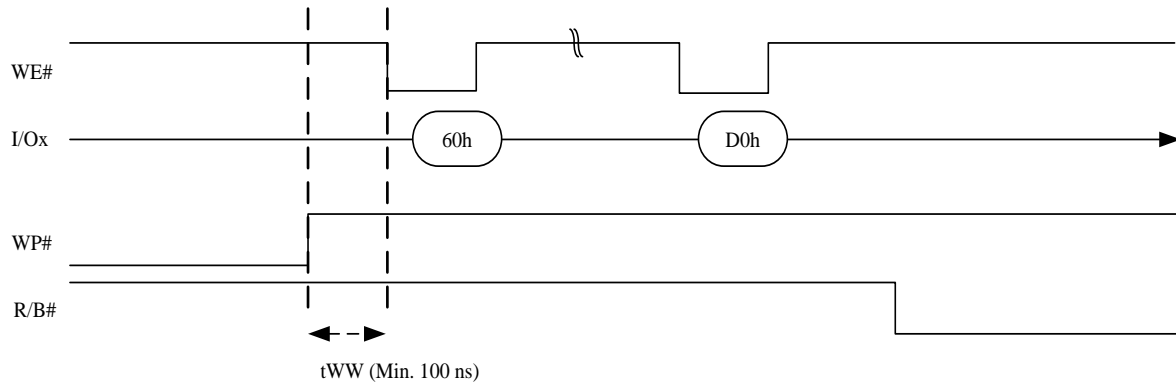 WE#
I/Ox
60h
D0h
WP#
R/B#
tWW (Min. 100 ns)